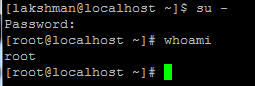 [lakshman@localhost ~]$ su -
Password:
[root@localhost ~]# whoami
root
[root@localhost ~]#